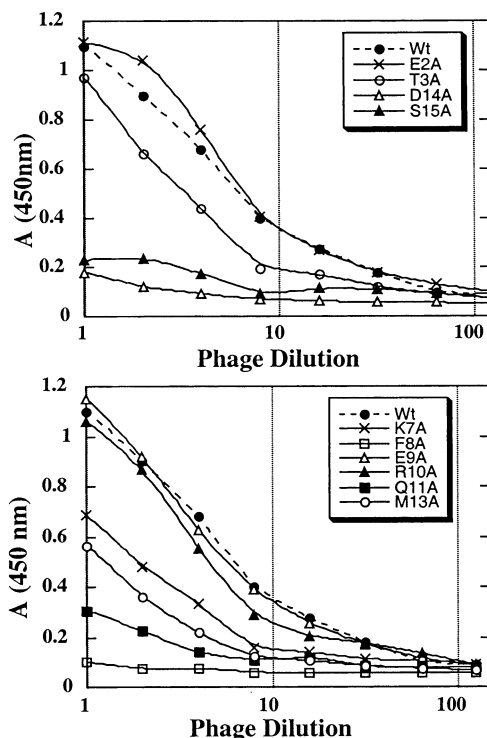 1.2
1
0.8
0.6
0.4
0.2
0
A (450nm)
Wt
E2A
T3A
D14A
S15A
1
10
100
Phage Dilution
1.2
1
0.8
0.6
0.4
0.2
0
A (450 nm)
Wt
K7A
F8A
E9A
R10A
Q11A
M13A
1
10
100
Phage Dilution